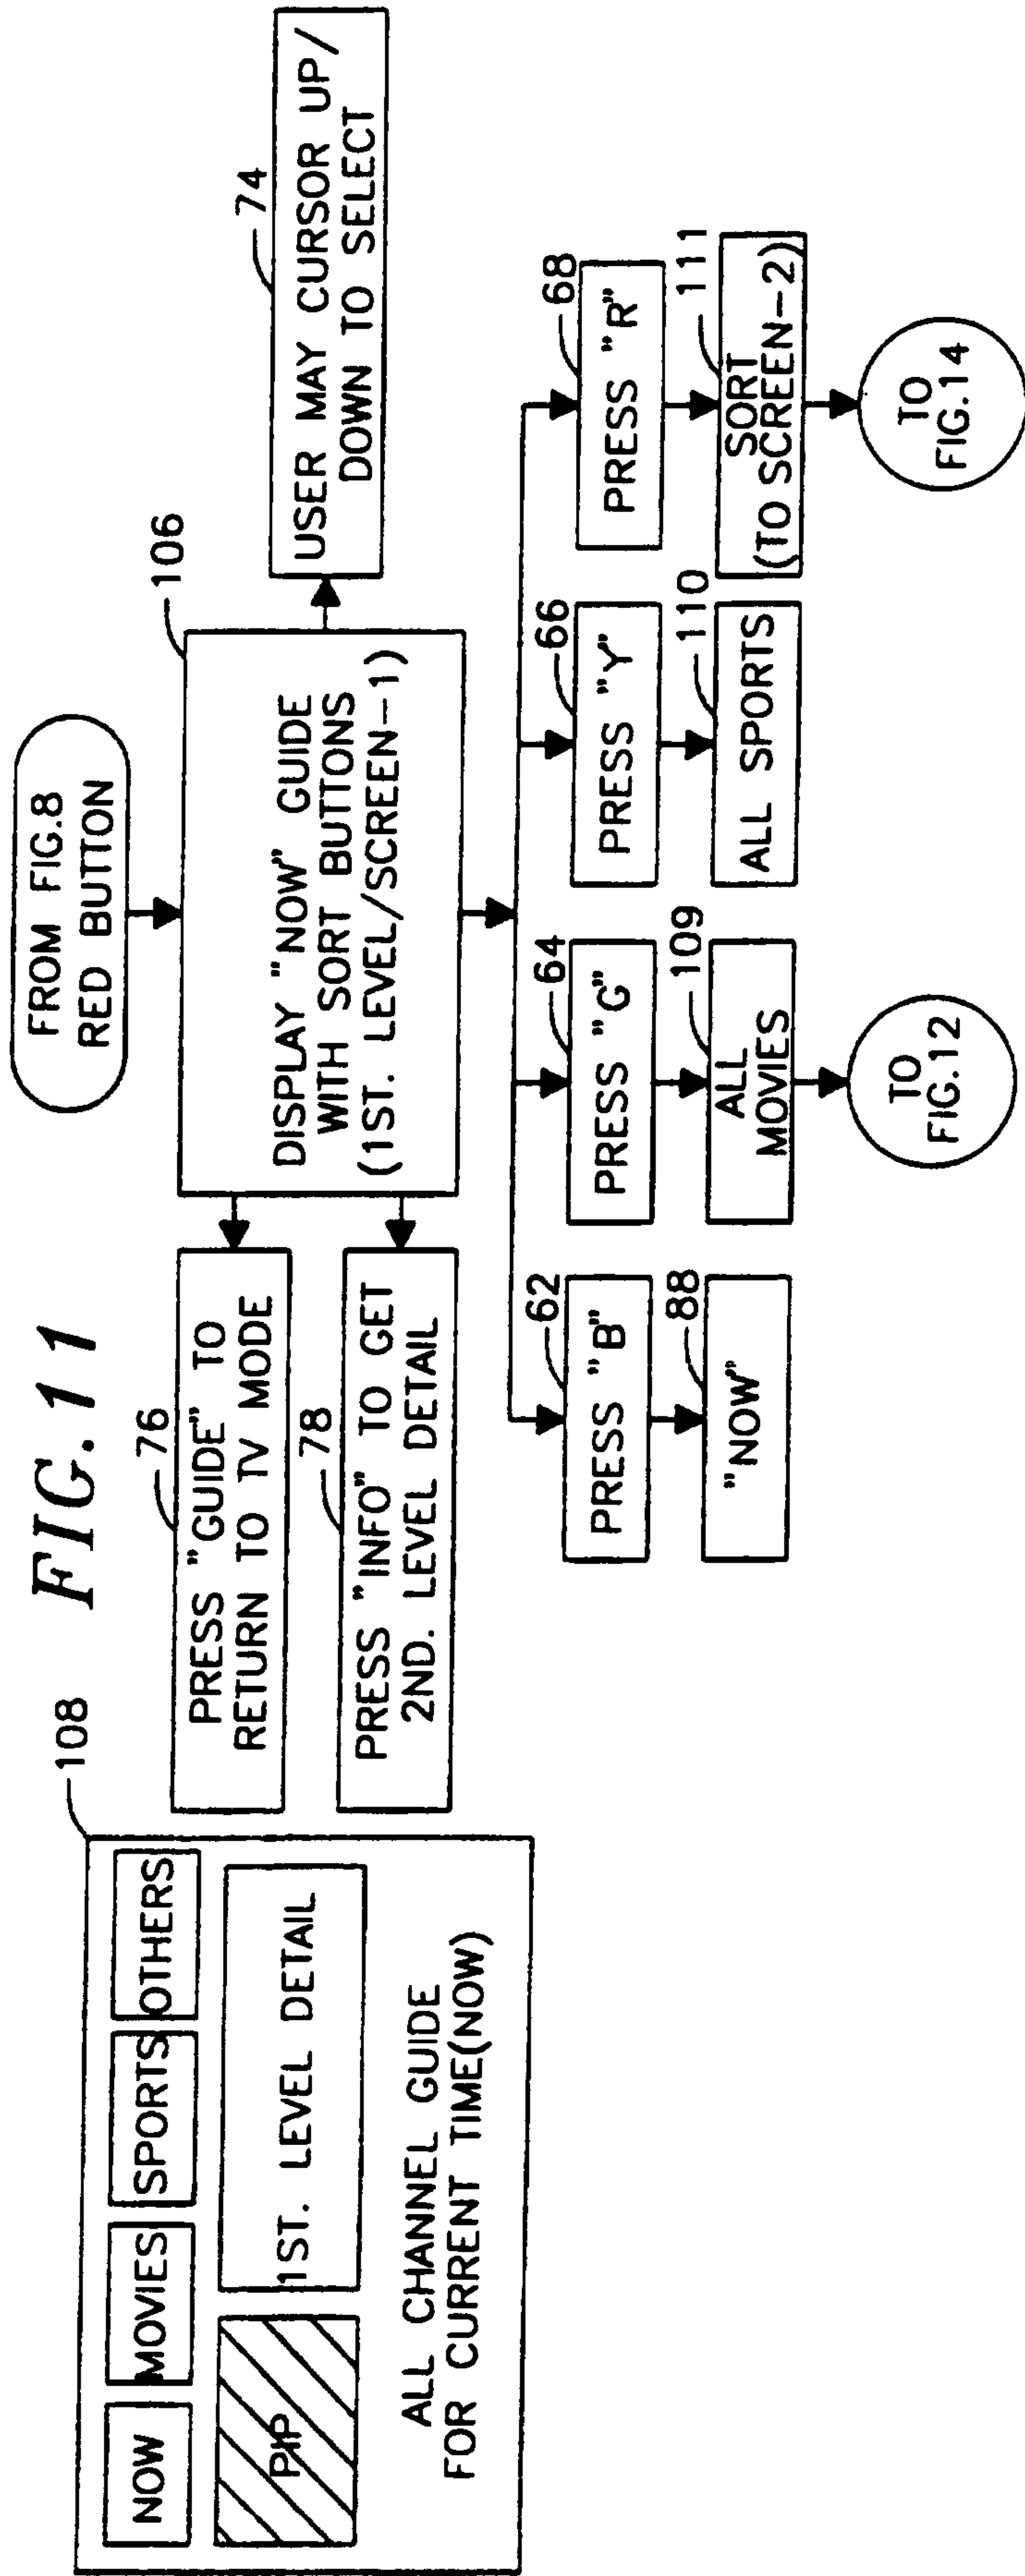 FIG.11
108
NOW
MOVIES
SPORTS
OTHERS
PIP
1ST. LEVEL DETAIL
ALL CHANNEL GUIDE
FOR CURRENT TIME(NOW)
FROM FIG.8
RED BUTTON
76
PRESS "GUIDE" TO
RETURN TO TV MODE
78
PRESS "INFO" TO GET
2ND. LEVEL DETAIL
106
DISPLAY "NOW" GUIDE
WITH SORT BUTTONS
(1ST. LEVEL/SCREEN-1)
74
USER MAY CURSOR UP/
DOWN TO SELECT
62
PRESS "B"
64
PRESS "G"
66
PRESS "Y"
68
PRESS "R"
88
"NOW"
109
ALL
MOVIES
110
ALL SPORTS
111
SORT
(TO SCREEN-2)
TO
FIG.12
TO
FIG.14